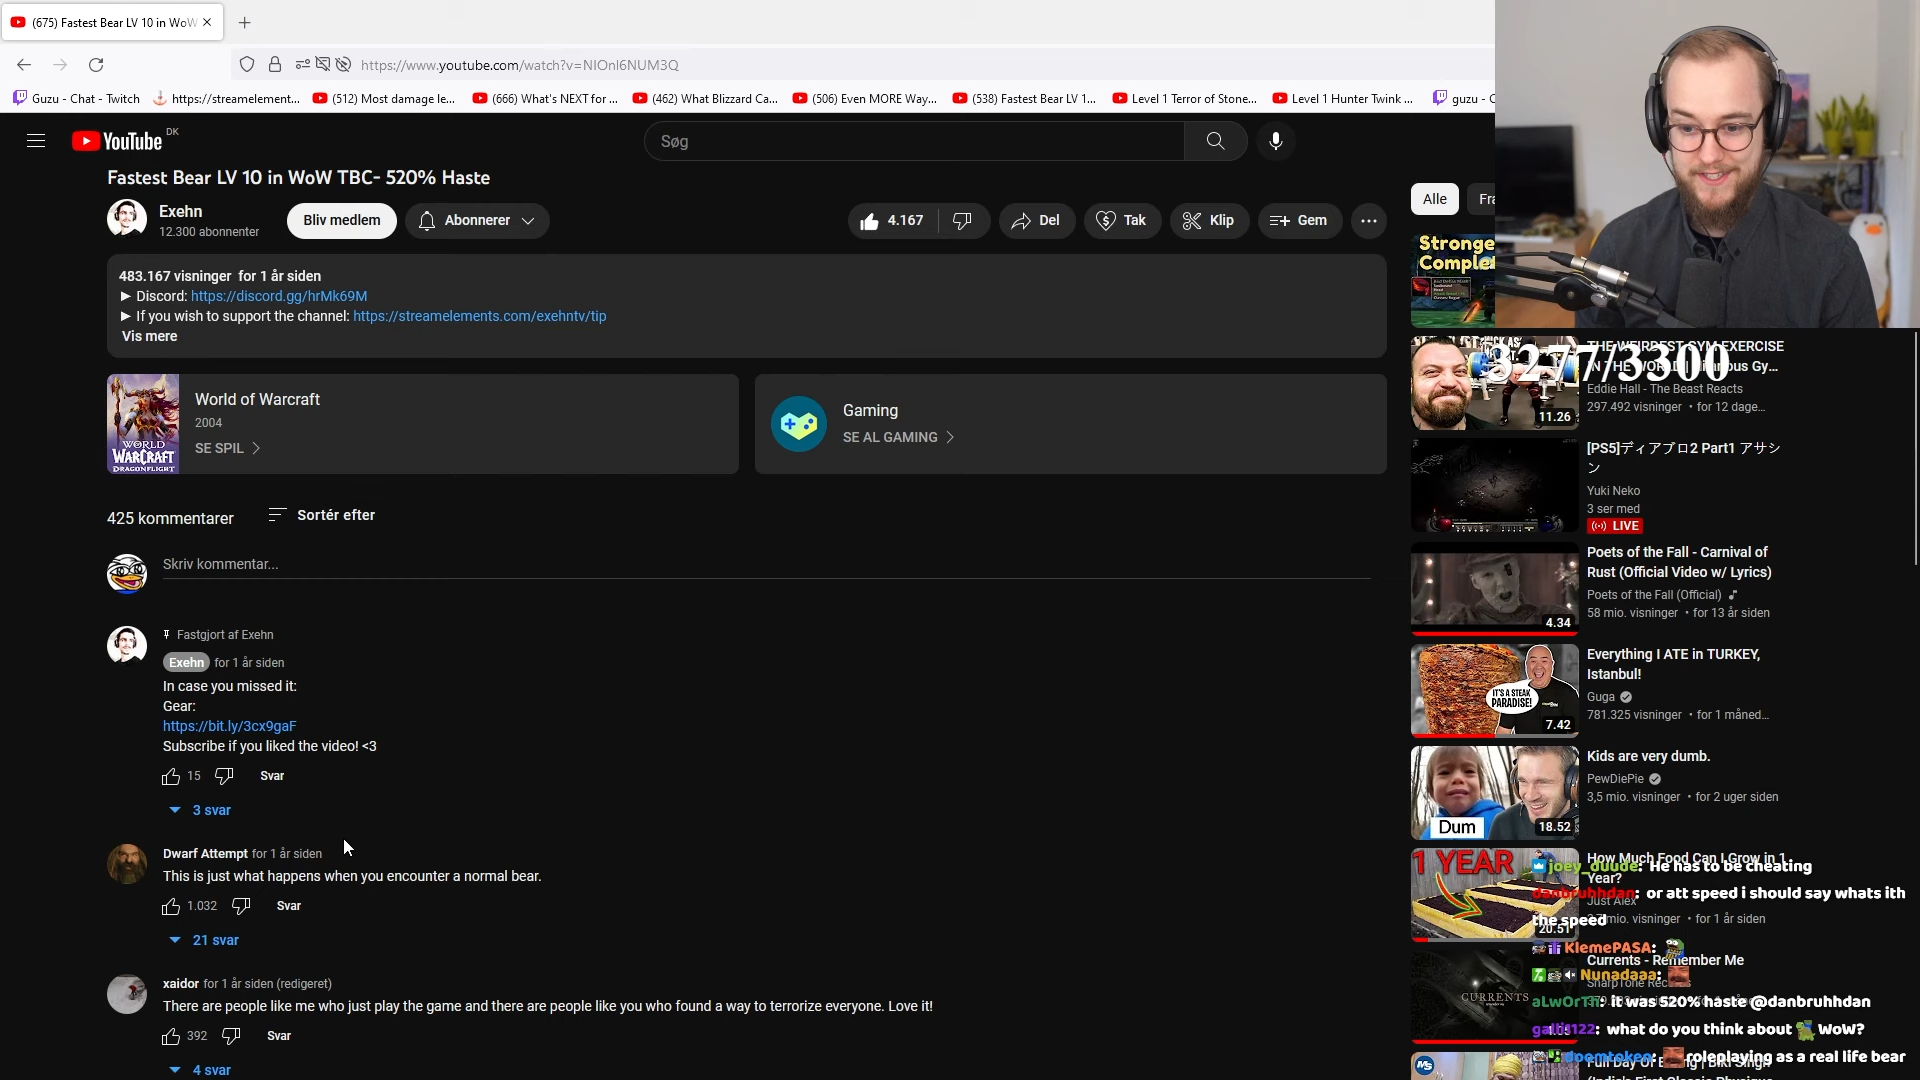 (675) Fastest Bear LV 10 in WoW
https://www.youtube.com/watch?v=NIOnl6NUM3Q
Guzu - Chat - Twitch
https://streamelement...
(512) Most damage le...
(666) What's NEXT for ...
(462) What Blizzard Ca...
(506) Even MORE Way...
(538) Fastest Bear LV 1...
Level 1 Terror of Stone...
Level 1 Hunter Twink ...
guzu - C
YouTube DK
Søg
Fastest Bear LV 10 in WoW TBC- 520% Haste
Exehn
12.300 abonnenter
Bliv medlem
Abonnerer
4.167
Del
Tak
Klip
Gem
483.167 visninger for 1 år siden
► Discord: https://discord.gg/hrMk69M
► If you wish to support the channel: https://streamelements.com/exehntv/tip
Vis mere
WORLD
WARCRAFT
DRAGONFLIGHT
World of Warcraft
2004
SE SPIL
Gaming
SE AL GAMING
425 kommentarer
Sortér efter
Skriv kommentar...
Fastgjort af Exehn
Exehn for 1 år siden
In case you missed it:
Gear:
https://bit.ly/3cx9gaF
Subscribe if you liked the video! <3
15
Svar
3 svar
Dwarf Attempt for 1 år siden
This is just what happens when you encounter a normal bear.
1.032
Svar
21 svar
xaidor for 1 år siden (redigeret)
There are people like me who just play the game and there are people like you who found a way to terrorize everyone. Love it!
392
Svar
4 svar
Alle
Fra
Stronge
Complet
3277/3300
THE WEIRDEST GYM EXERCISE
IN THE WORLD
Gy...
Eddie Hall - The Beast Reacts
297.492 visninger • for 12 dage...
11.26
[PS5]ディアブロ2 Part1 アサシ
ン
Yuki Neko
3 ser med
LIVE
Poets of the Fall - Carnival of
Rust (Official Video w/ Lyrics)
Poets of the Fall (Official)
58 mio. visninger • for 13 år siden
4.34
Everything I ATE in TURKEY,
Istanbul!
Guga
781.325 visninger • for 1 måned...
IT'S A STEAK
PARADISE!
7.42
Kids are very dumb.
PewDiePie
3,5 mio. visninger • for 2 uger siden
Dum
18.52
1 YEAR
How Much Food Can I Grow in 1
Year?
Just Alex
mio. visninger • for 1 år siden
20.51
Currents - Remember Me
SharpTone Rec
CURRENTS
joey_duude: He has to be cheating
danbruhhdan: or att speed i should say whats ith
the speed
KlemePASA:
Nunadaaa:
aLwOrTh: it was 520% haste @danbruhhdan
galli1122: what do you think about WoW?
doomtoken: roleplaying as a real life bear
Full Day Of